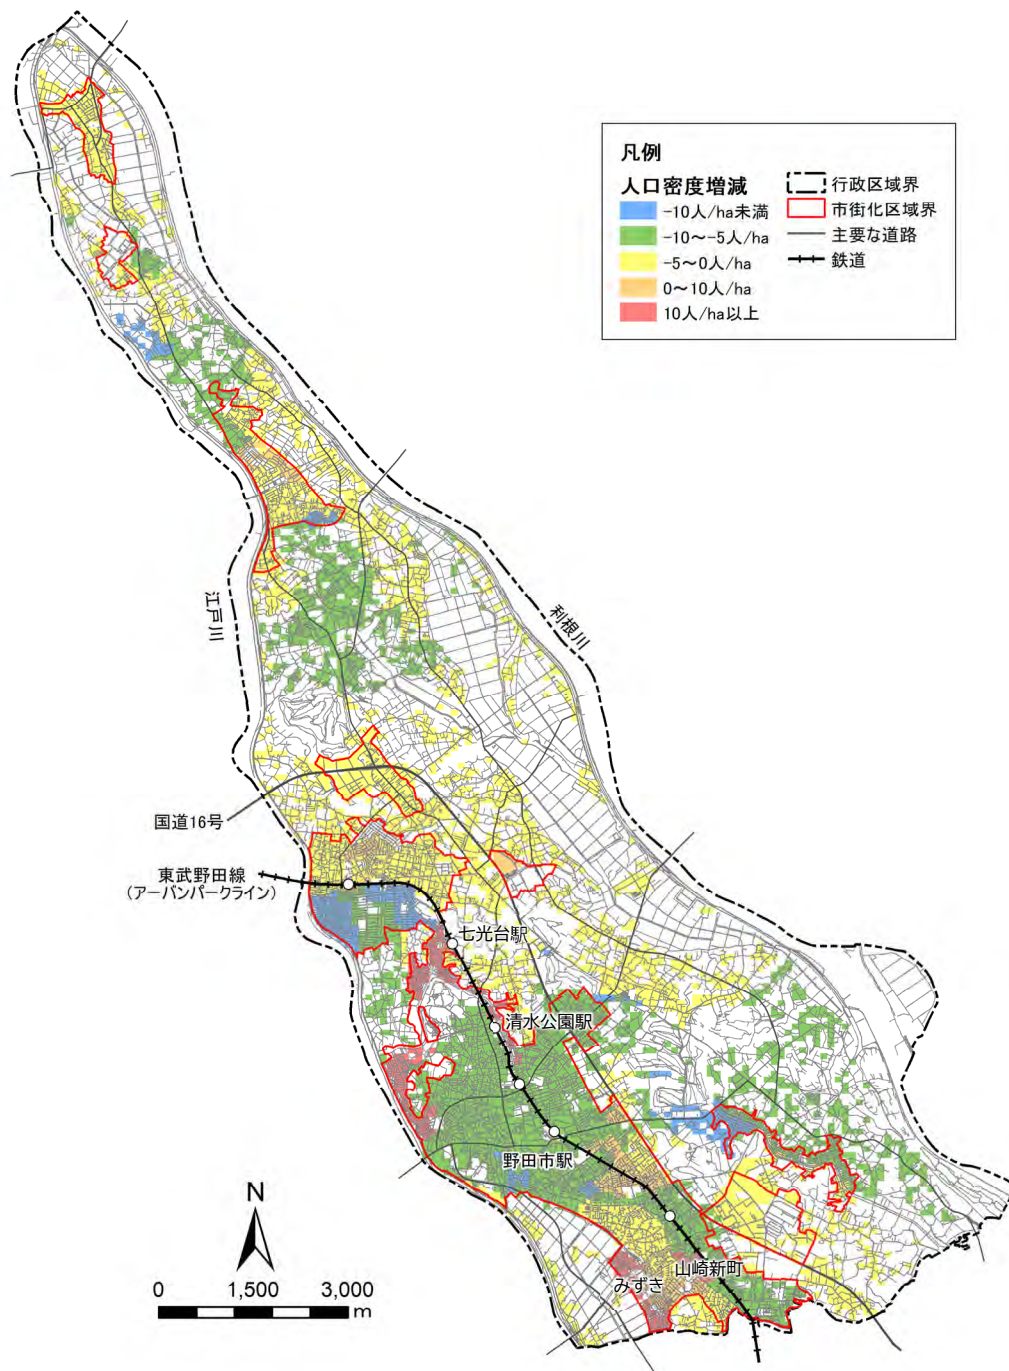 凡例
人口密度増減
-10人/ha未満
-10～-5人/ha
-5～0人/ha
0～10人/ha
10人/ha以上
行政区域界
市街化区域界
主要な道路
鉄道
江戸川
利根川
国道16号
東武野田線
(アーバンパークライン)
七光台駅
清水公園駅
野田市駅
山崎新町
みずき
N
0 1,500 3,000
m